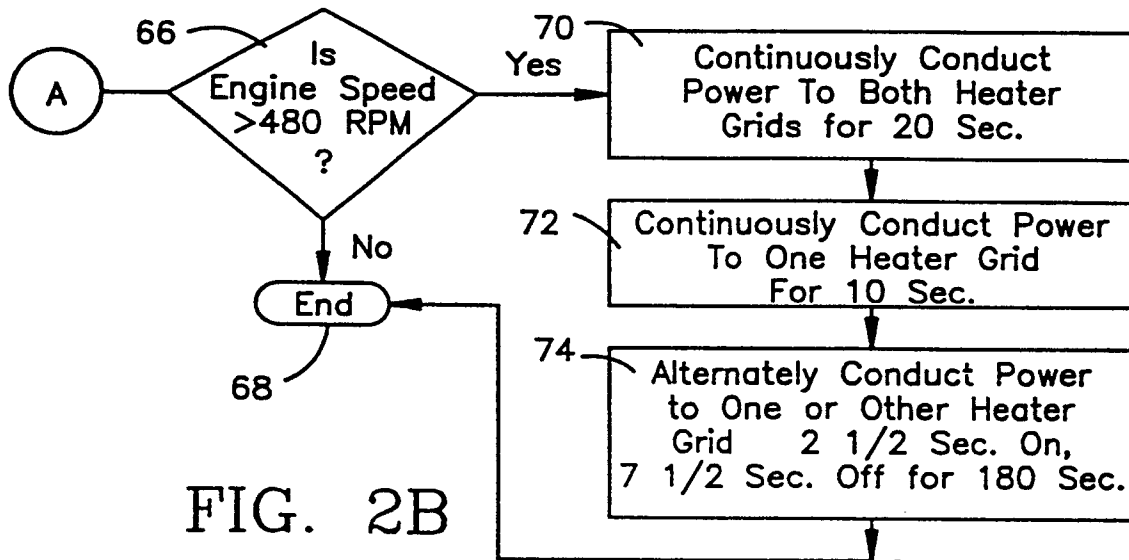 66
A
Is
Engine Speed
>480 RPM
?
Yes
No
End
68
70
Continuously Conduct
Power To Both Heater
Grids for 20 Sec.
72
Continuously Conduct Power
To One Heater Grid
For 10 Sec.
74
Alternately Conduct Power
to One or Other Heater
Grid 2 1/2 Sec. On,
7 1/2 Sec. Off for 180 Sec.
FIG. 2B